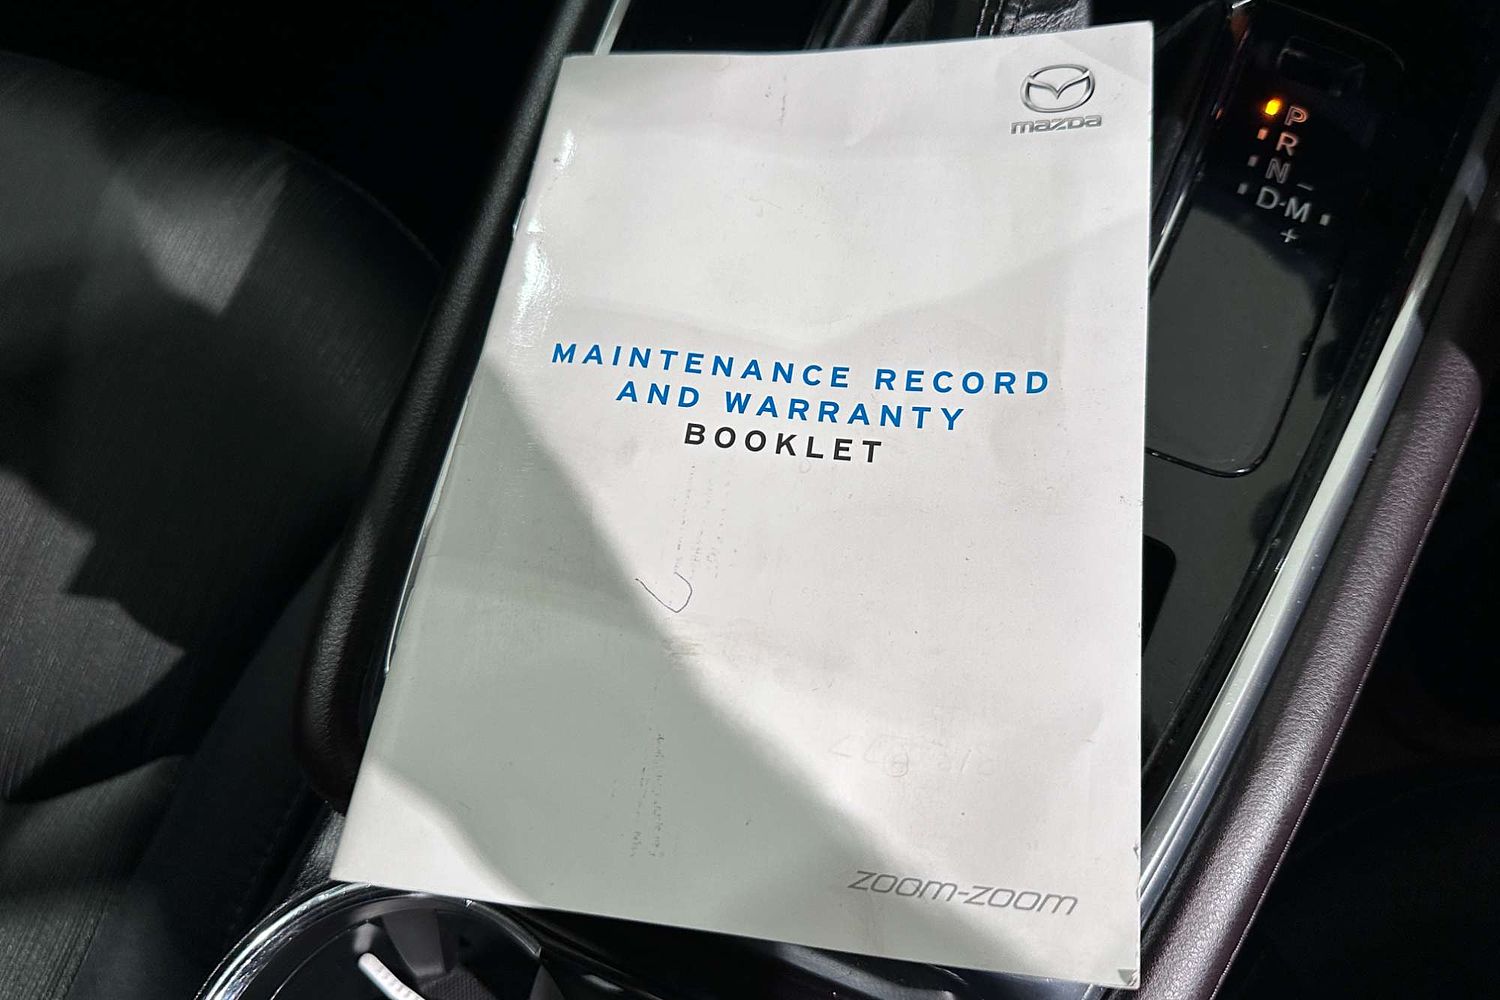 mazda
MAINTENANCE RECORD
AND WARRANTY
BOOKLET
zoom-zoom
P
R
N –
D-M
+